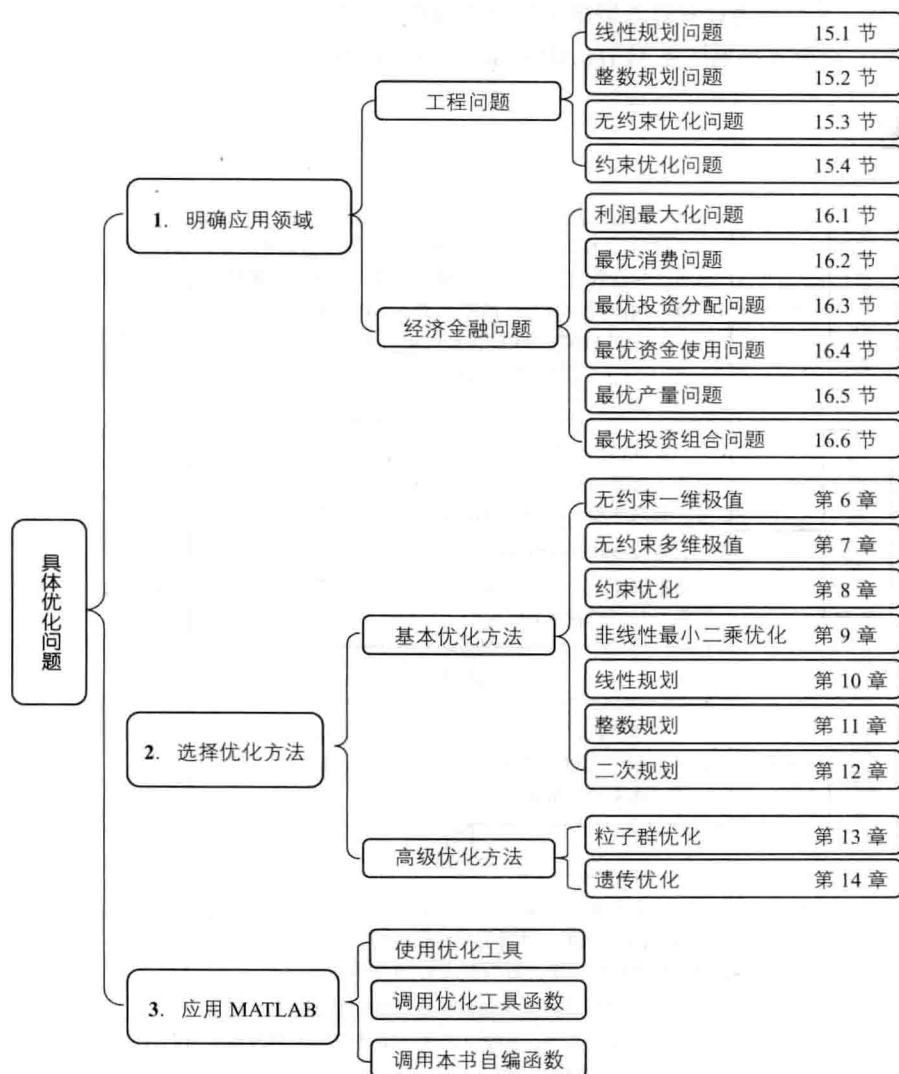 具体优化问题
1. 明确应用领域
工程问题
线性规划问题 15.1 节
整数规划问题 15.2 节
无约束优化问题 15.3 节
约束优化问题 15.4 节
经济金融问题
利润最大化问题 16.1 节
最优消费问题 16.2 节
最优投资分配问题 16.3 节
最优资金使用问题 16.4 节
最优产量问题 16.5 节
最优投资组合问题 16.6 节
2. 选择优化方法
基本优化方法
无约束一维极值 第 6 章
无约束多维极值 第 7 章
约束优化 第 8 章
非线性最小二乘优化 第 9 章
线性规划 第 10 章
整数规划 第 11 章
二次规划 第 12 章
高级优化方法
粒子群优化 第 13 章
遗传优化 第 14 章
3. 应用 MATLAB
使用优化工具
调用优化工具函数
调用本书自编函数